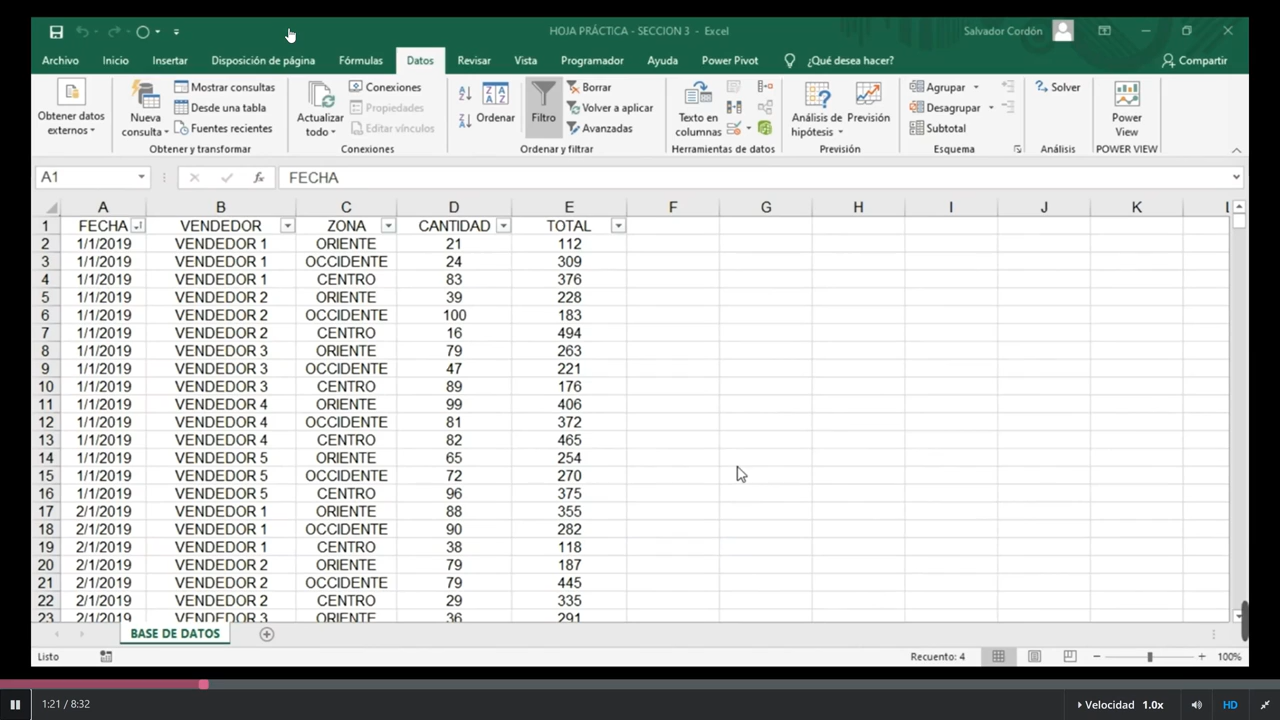 HOJA PRÁCTICA - SECCION 3 - Excel
Salvador Cordón
Archivo Inicio Insertar Disposición de página Fórmulas Datos Revisar Vista Programador Ayuda Power Pivot ¿Qué desea hacer? Compartir
Obtener datos externos
Nueva consulta
Mostrar consultas
Desde una tabla
Fuentes recientes
Obtener y transformar
Actualizar todo
Conexiones
Propiedades
Editar vínculos
Conexiones
Ordenar
Filtro
Borrar
Volver a aplicar
Avanzadas
Ordenar y filtrar
Texto en columnas
Herramientas de datos
Análisis de hipótesis
Previsión
Previsión
Agrupar
Desagrupar
Subtotal
Esquema
Solver
Análisis
Power View
POWER VIEW
A1 fx FECHA
A B C D E F G H I J K L
1 FECHA VENDEDOR ZONA CANTIDAD TOTAL
2 1/1/2019 VENDEDOR 1 ORIENTE 21 112
3 1/1/2019 VENDEDOR 1 OCCIDENTE 24 309
4 1/1/2019 VENDEDOR 1 CENTRO 83 376
5 1/1/2019 VENDEDOR 2 ORIENTE 39 228
6 1/1/2019 VENDEDOR 2 OCCIDENTE 100 183
7 1/1/2019 VENDEDOR 2 CENTRO 16 494
8 1/1/2019 VENDEDOR 3 ORIENTE 79 263
9 1/1/2019 VENDEDOR 3 OCCIDENTE 47 221
10 1/1/2019 VENDEDOR 3 CENTRO 89 176
11 1/1/2019 VENDEDOR 4 ORIENTE 99 406
12 1/1/2019 VENDEDOR 4 OCCIDENTE 81 372
13 1/1/2019 VENDEDOR 4 CENTRO 82 465
14 1/1/2019 VENDEDOR 5 ORIENTE 65 254
15 1/1/2019 VENDEDOR 5 OCCIDENTE 72 270
16 1/1/2019 VENDEDOR 5 CENTRO 96 375
17 2/1/2019 VENDEDOR 1 ORIENTE 88 355
18 2/1/2019 VENDEDOR 1 OCCIDENTE 90 282
19 2/1/2019 VENDEDOR 1 CENTRO 38 118
20 2/1/2019 VENDEDOR 2 ORIENTE 79 187
21 2/1/2019 VENDEDOR 2 OCCIDENTE 79 445
22 2/1/2019 VENDEDOR 2 CENTRO 29 335
23 2/1/2019 VENDEDOR 3 ORIENTE 36 291
BASE DE DATOS
Listo
Recuento: 4
100%
1:21 / 8:32
Velocidad 1.0x
HD